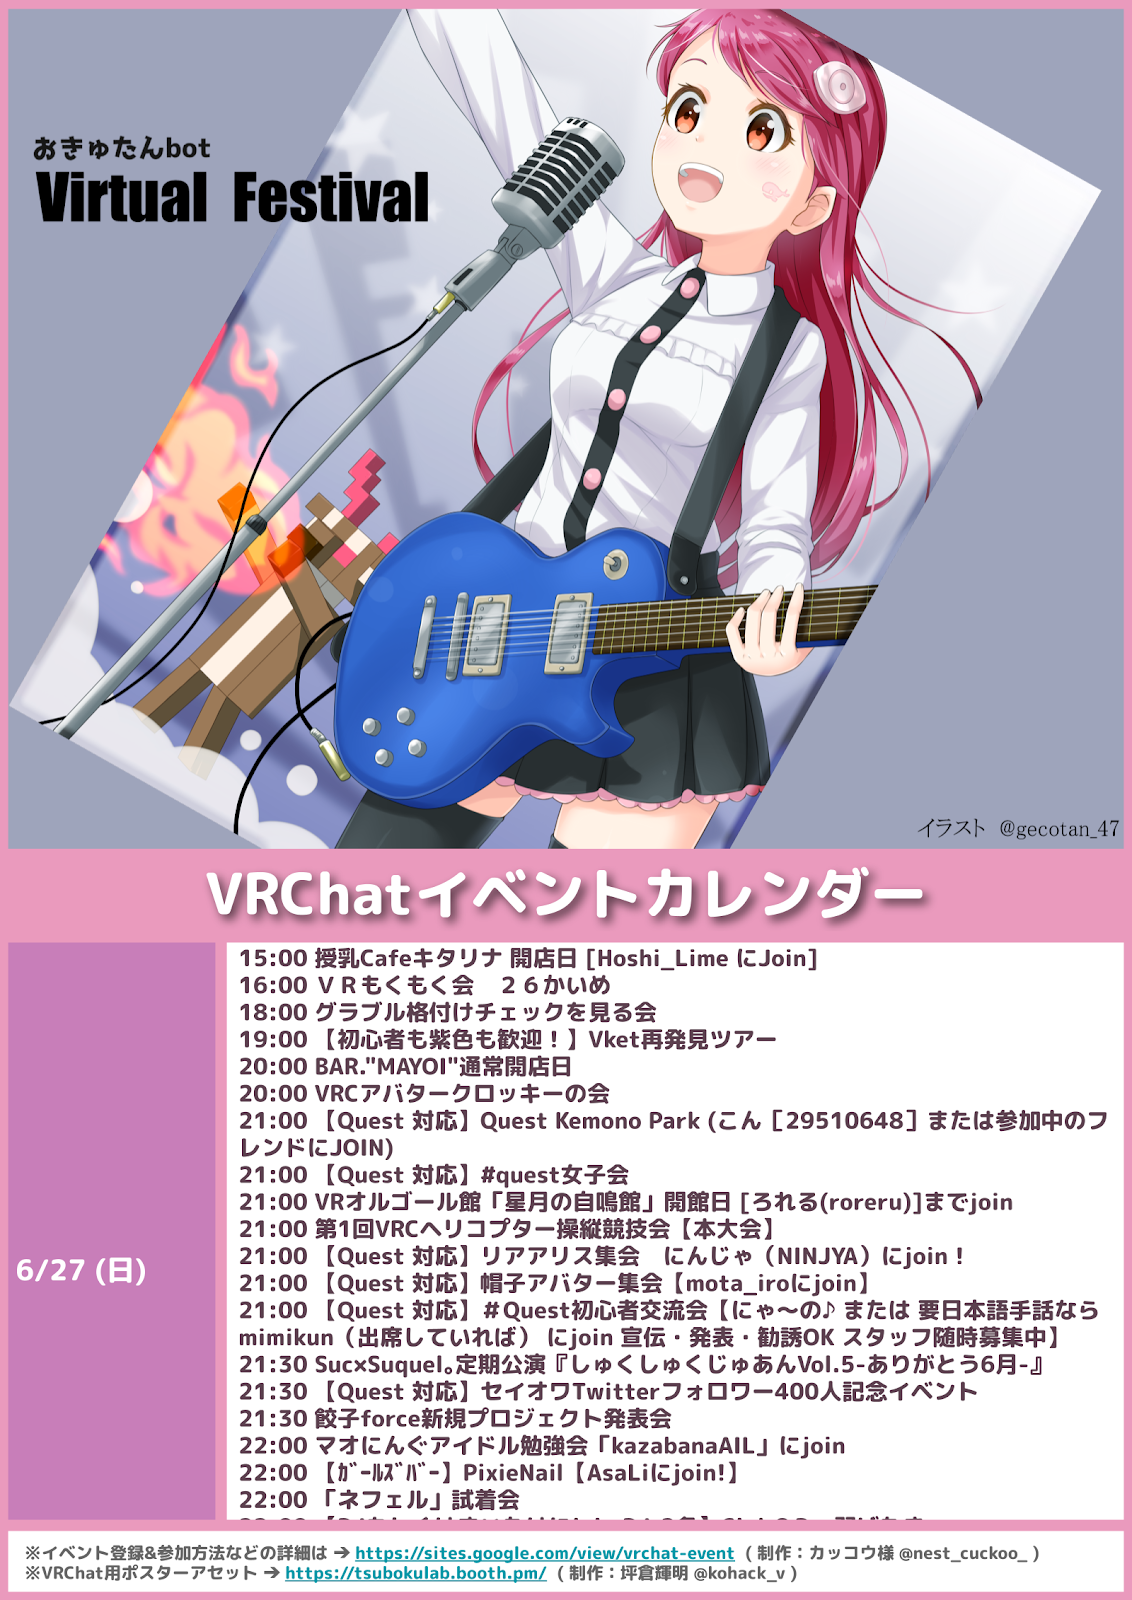 おきゅたんbot
Virtual Festival
イラスト @gecotan_47
VRChatイベントカレンダー
6/27 (日)
15:00 授乳Cafeキタリナ 開店日 [Hoshi_Lime にJoin]
16:00 ＶＲもくもく会　２６かいめ
18:00 グラブル格付けチェックを見る会
19:00 【初心者も紫色も歓迎！】Vket再発見ツアー
20:00 BAR."MAYOI"通常開店日
20:00 VRCアバタークロッキーの会
21:00 【Quest 対応】Quest Kemono Park (こん［29510648］または参加中のフ
レンドにJOIN)
21:00 【Quest 対応】#quest女子会
21:00 VRオルゴール館「星月の自鳴館」開館日 [ろれる(roreru)]までjoin
21:00 第1回VRCヘリコプター操縦競技会【本大会】
21:00 【Quest 対応】リアアリス集会　にんじゃ（NINJYA）にjoin！
21:00 【Quest 対応】帽子アバター集会【mota_iroにjoin】
21:00 【Quest 対応】＃Quest初心者交流会【にゃ～の♪ または 要日本語手話なら
mimikun（出席していれば） にjoin 宣伝・発表・勧誘OK スタッフ随時募集中】
21:30 Suc×Suquel｡定期公演『しゅくしゅくじゅあんVol.5-ありがとう6月-』
21:30 【Quest 対応】セイオワTwitterフォロワー400人記念イベント
21:30 餃子force新規プロジェクト発表会
22:00 マオにんぐアイドル勉強会「kazabanaAIL」にjoin
22:00 【ｶﾞｰﾙｽﾞﾊﾞｰ】PixieNail【AsaLiにjoin!】
22:00 「ネフェル」試着会
※イベント登録&参加方法などの詳細は ➔ https://sites.google.com/view/vrchat-event ( 制作：カッコウ様 @nest_cuckoo_ )
※VRChat用ポスターアセット ➔ https://tsubokulab.booth.pm/ ( 制作：坪倉輝明 @kohack_v )